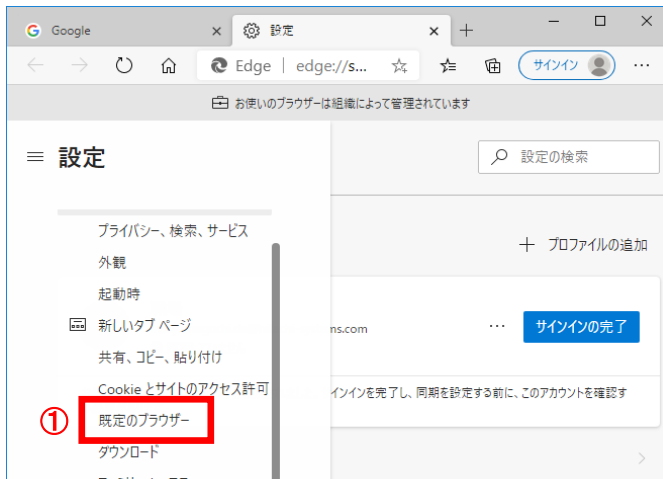 Google
設定
Edge edge://s...
サインイン
お使いのブラウザーは組織によって管理されています
設定
設定の検索
プライバシー、検索、サービス
プロファイルの追加
外観
起動時
新しいタブ ページ
ns.com
サインインの完了
共有、コピー、貼り付け
Cookie とサイトのアクセス許可
インインを完了し、同期を設定する前に、このアカウントを確認す
① 既定のブラウザー
ダウンロード